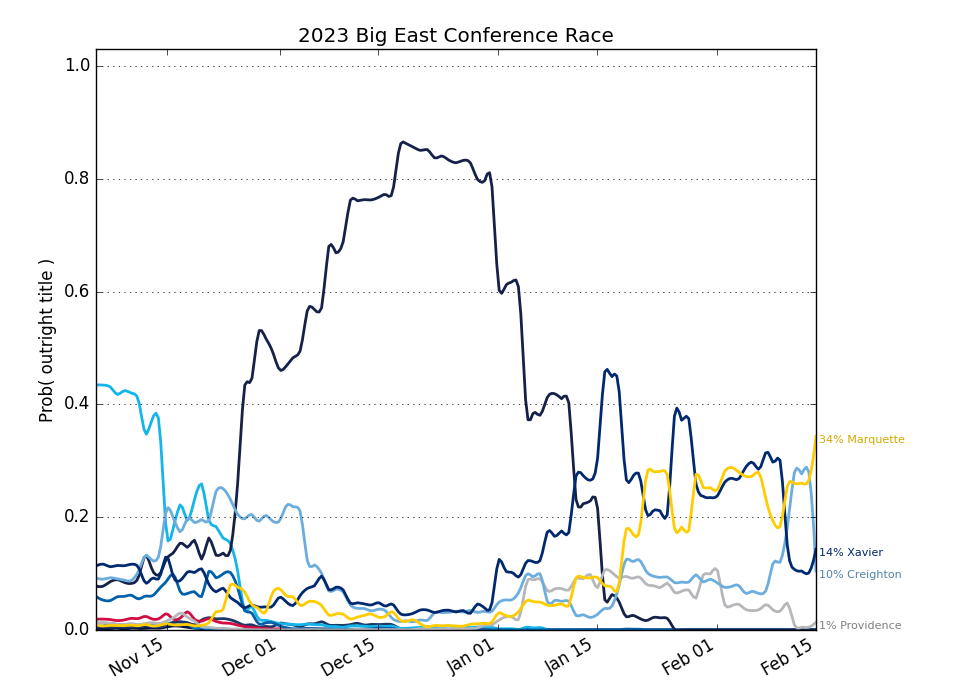 2023 Big East Conference Race
Prob( outright title )
1.0
0.8
0.6
0.4
0.2
0.0
34% Marquette
14% Xavier
10% Creighton
1% Providence
Nov 15
Dec 01
Dec 15
Jan 01
Jan 15
Feb 01
Feb 15